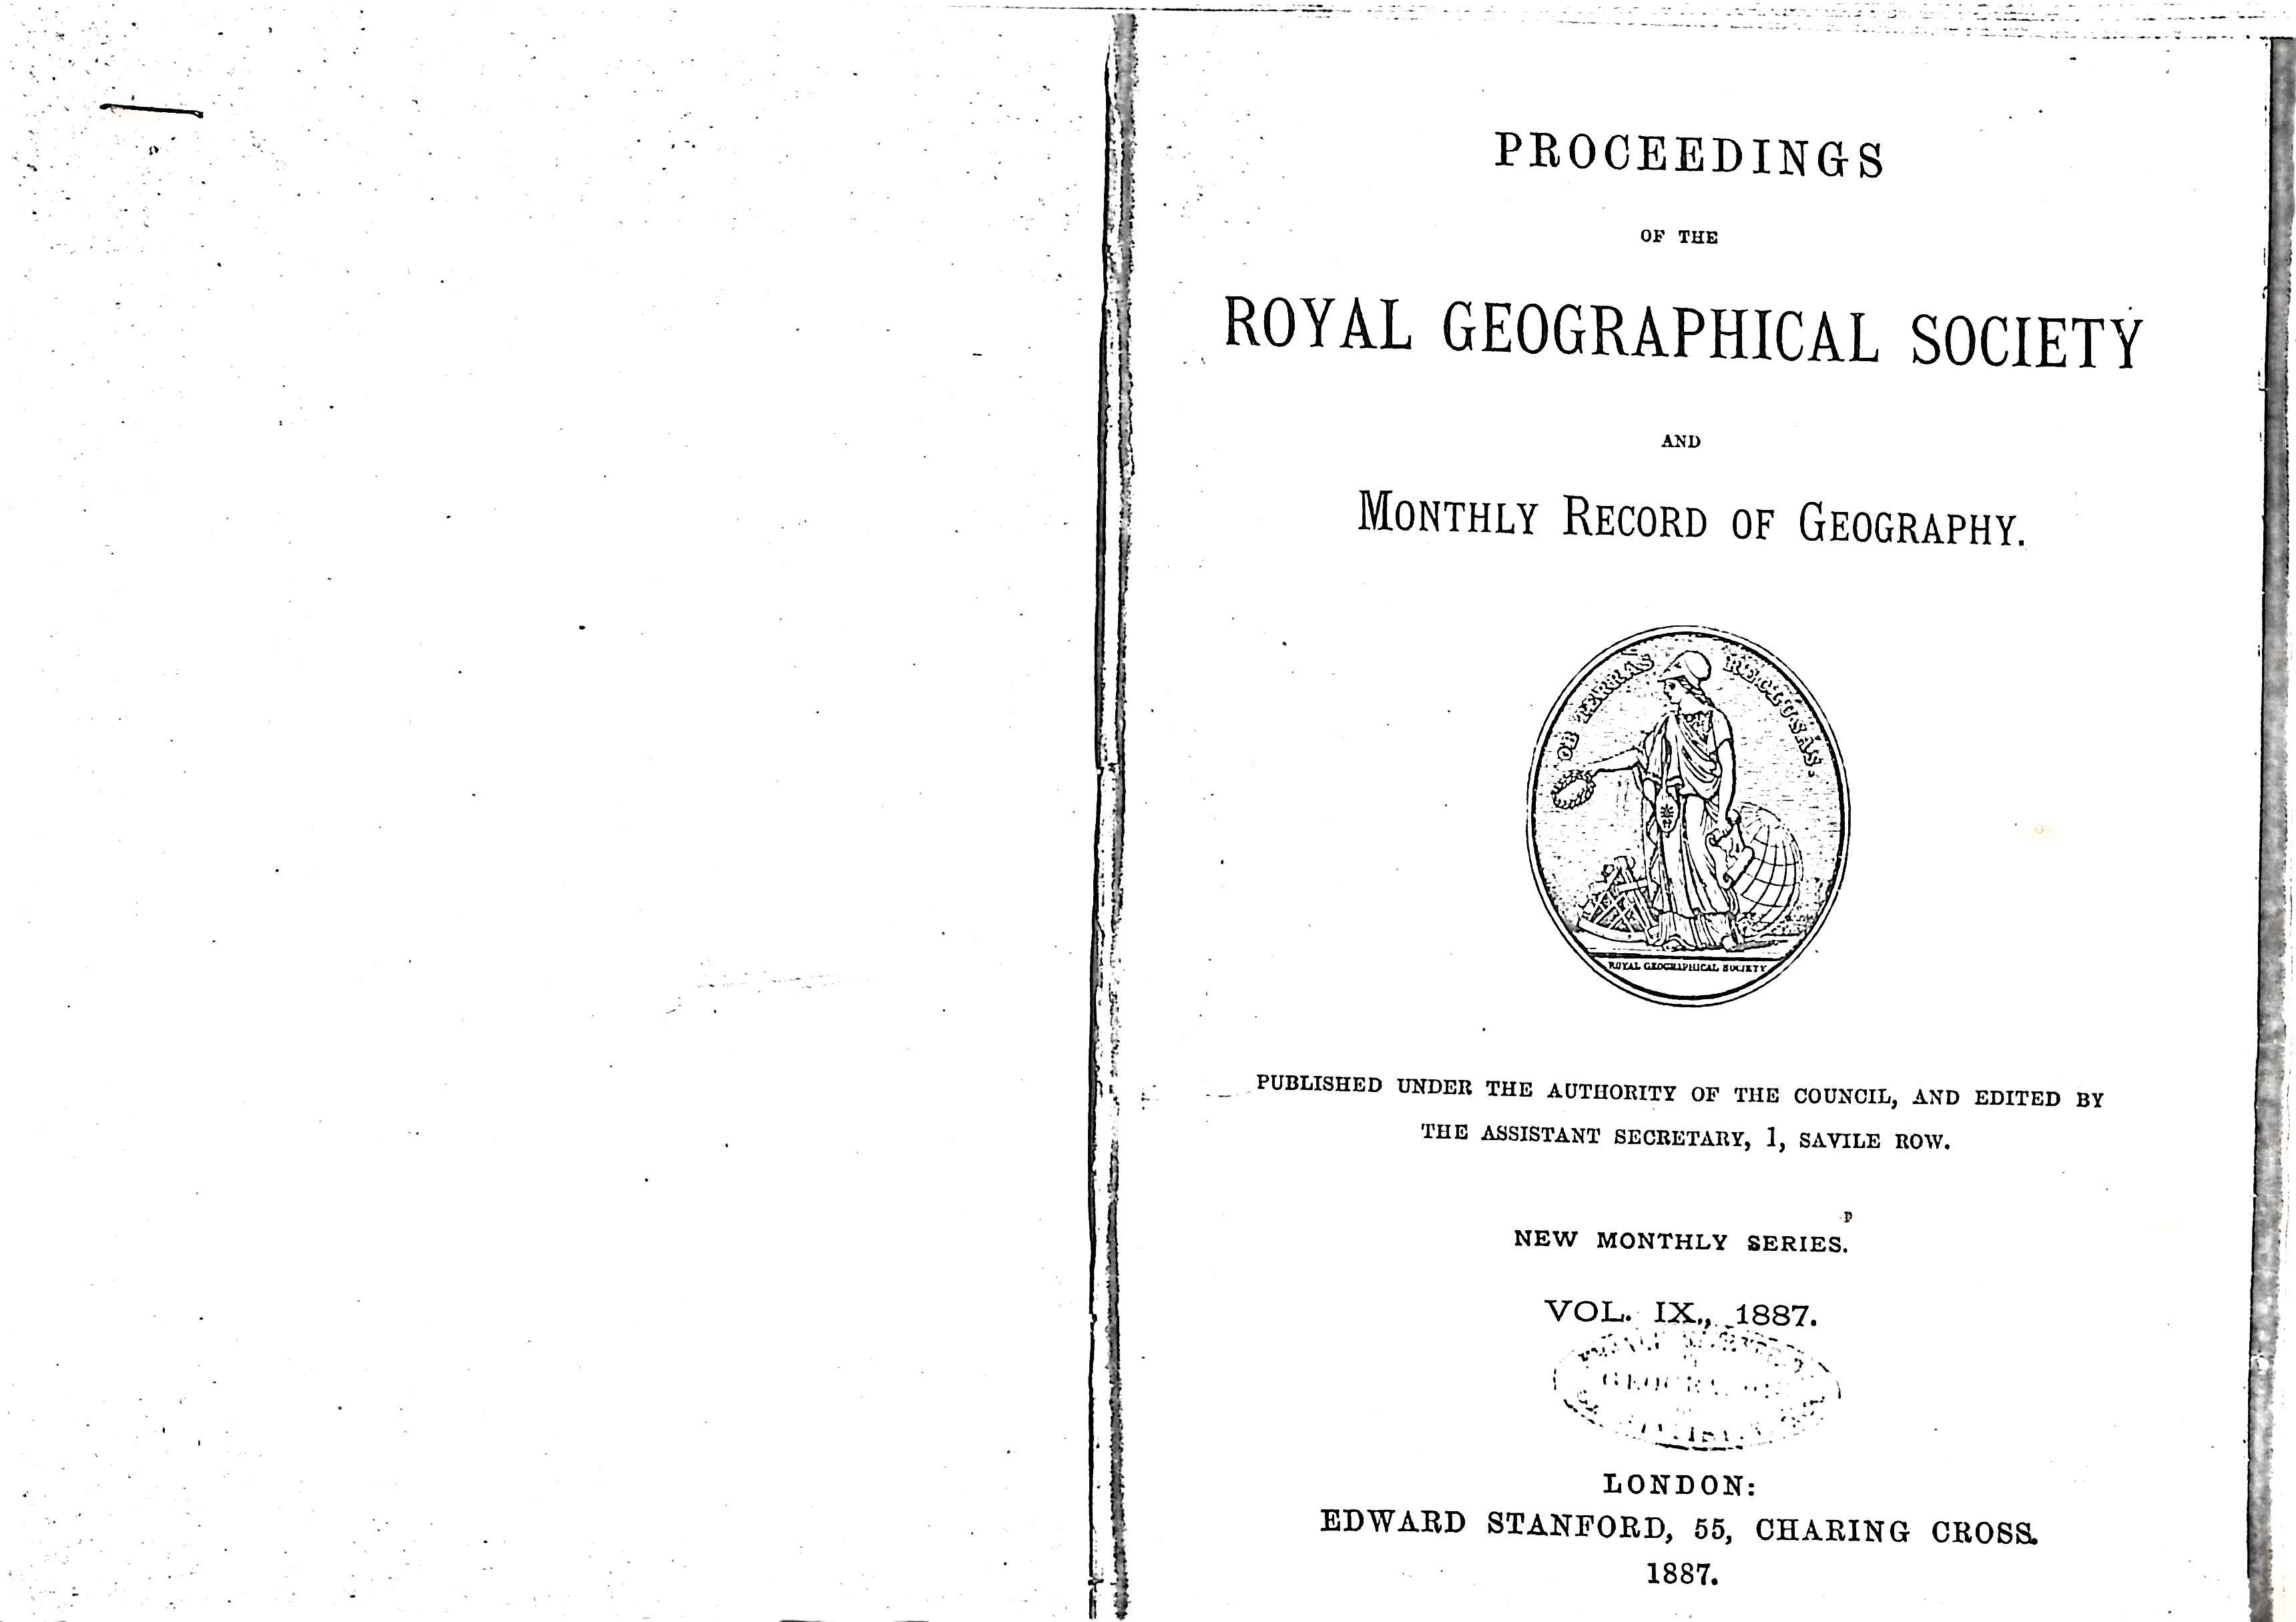 PROCEEDINGS
OF THE
ROYAL GEOGRAPHICAL SOCIETY
AND
MONTHLY RECORD OF GEOGRAPHY.
OB TERRAS RECLUSAS.
ROYAL GEOGRAPHICAL SOCIETY
PUBLISHED UNDER THE AUTHORITY OF THE COUNCIL, AND EDITED BY
THE ASSISTANT SECRETARY, 1, SAVILE ROW.
NEW MONTHLY SERIES.
VOL. IX., 1887.
LONDON:
EDWARD STANFORD, 55, CHARING CROSS.
1887.